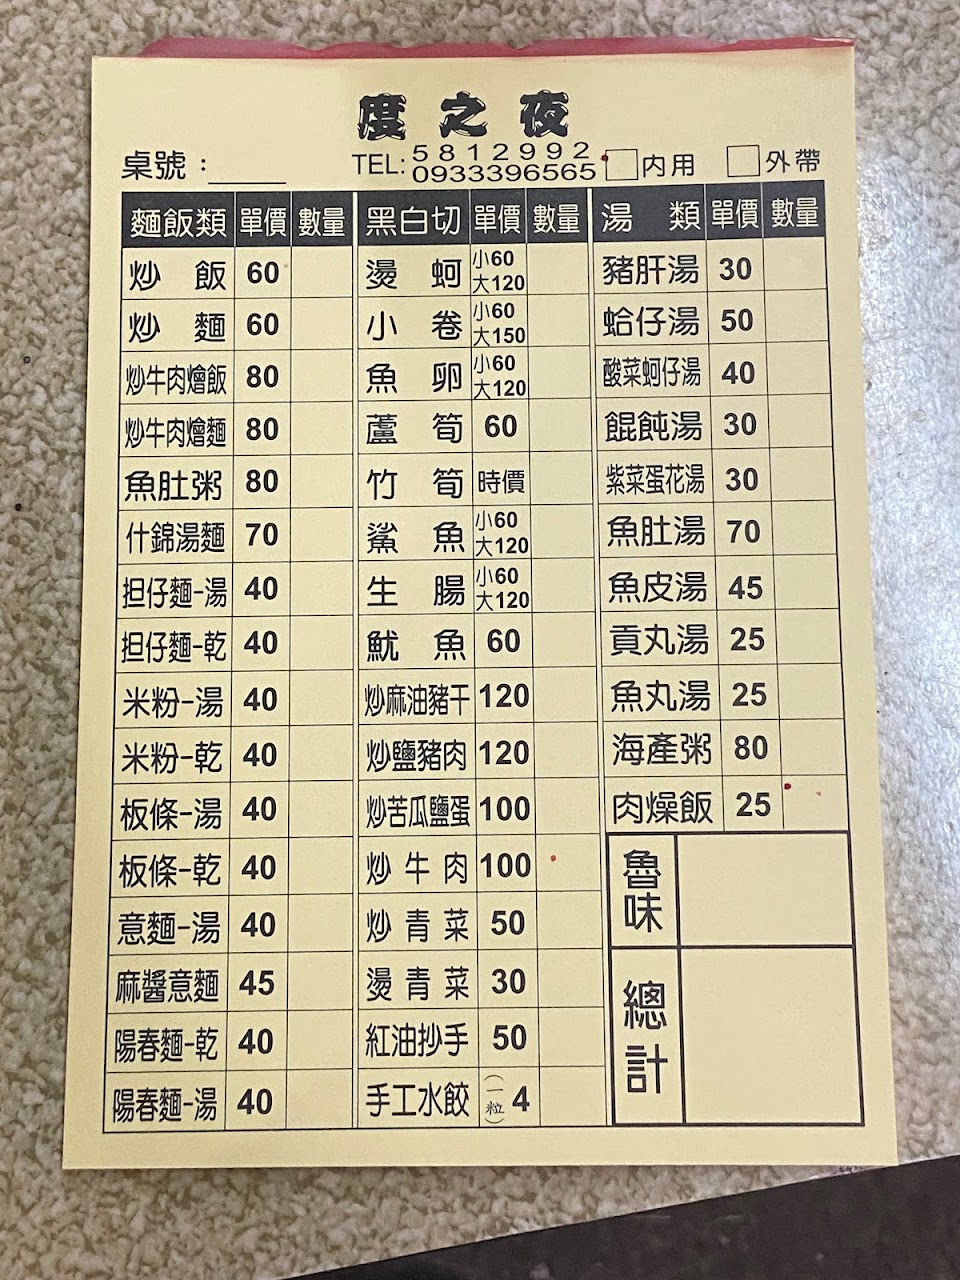 度之夜
桌號：
TEL: 5812992
0933396565
内用
外帶
麵飯類 單價 數量
炒飯 60
炒麵 60
炒牛肉燴飯 80
炒牛肉燴麵 80
魚肚粥 80
什錦湯麵 70
担仔麵-湯 40
担仔麵-乾 40
米粉-湯 40
米粉-乾 40
板條-湯 40
板條-乾 40
意麵-湯 40
麻醬意麵 45
陽春麵-乾 40
陽春麵-湯 40
黑白切 單價 數量
燙蚵 小60 大120
小卷 小60 大150
魚卵 小60 大120
蘆筍 60
竹筍 時價
鯊魚 小60 大120
生腸 小60 大120
魷魚 60
炒麻油豬干 120
炒鹽豬肉 120
炒苦瓜鹽蛋 100
炒牛肉 100
炒青菜 50
燙青菜 30
紅油抄手 50
手工水餃 (一粒) 4
湯類 單價 數量
豬肝湯 30
蛤仔湯 50
酸菜蚵仔湯 40
餛飩湯 30
紫菜蛋花湯 30
魚肚湯 70
魚皮湯 45
貢丸湯 25
魚丸湯 25
海產粥 80
肉燥飯 25
魯味
總計